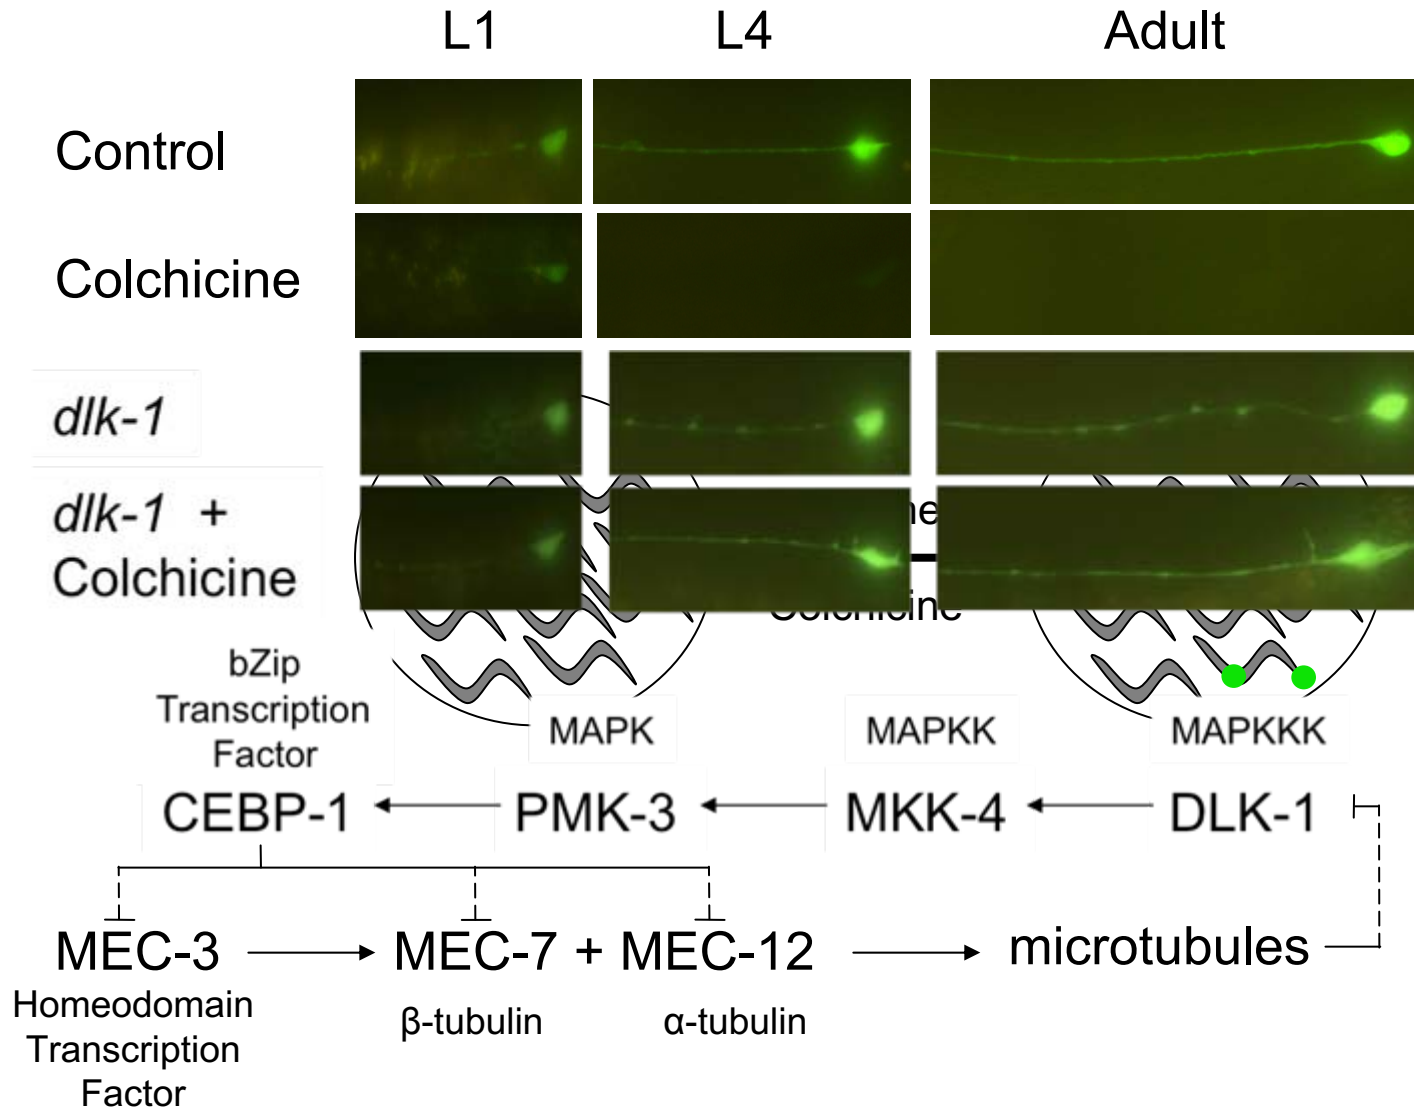 L1 L4 Adult
Control
Colchicine
dlk-1
dlk-1 +
Colchicine
Colchicine
bZip
Transcription
Factor
MAPK MAPKK MAPKKK
CEBP-1 PMK-3 MKK-4 DLK-1
MEC-3 MEC-7 + MEC-12 microtubules
Homeodomain
Transcription
Factor
β-tubulin α-tubulin